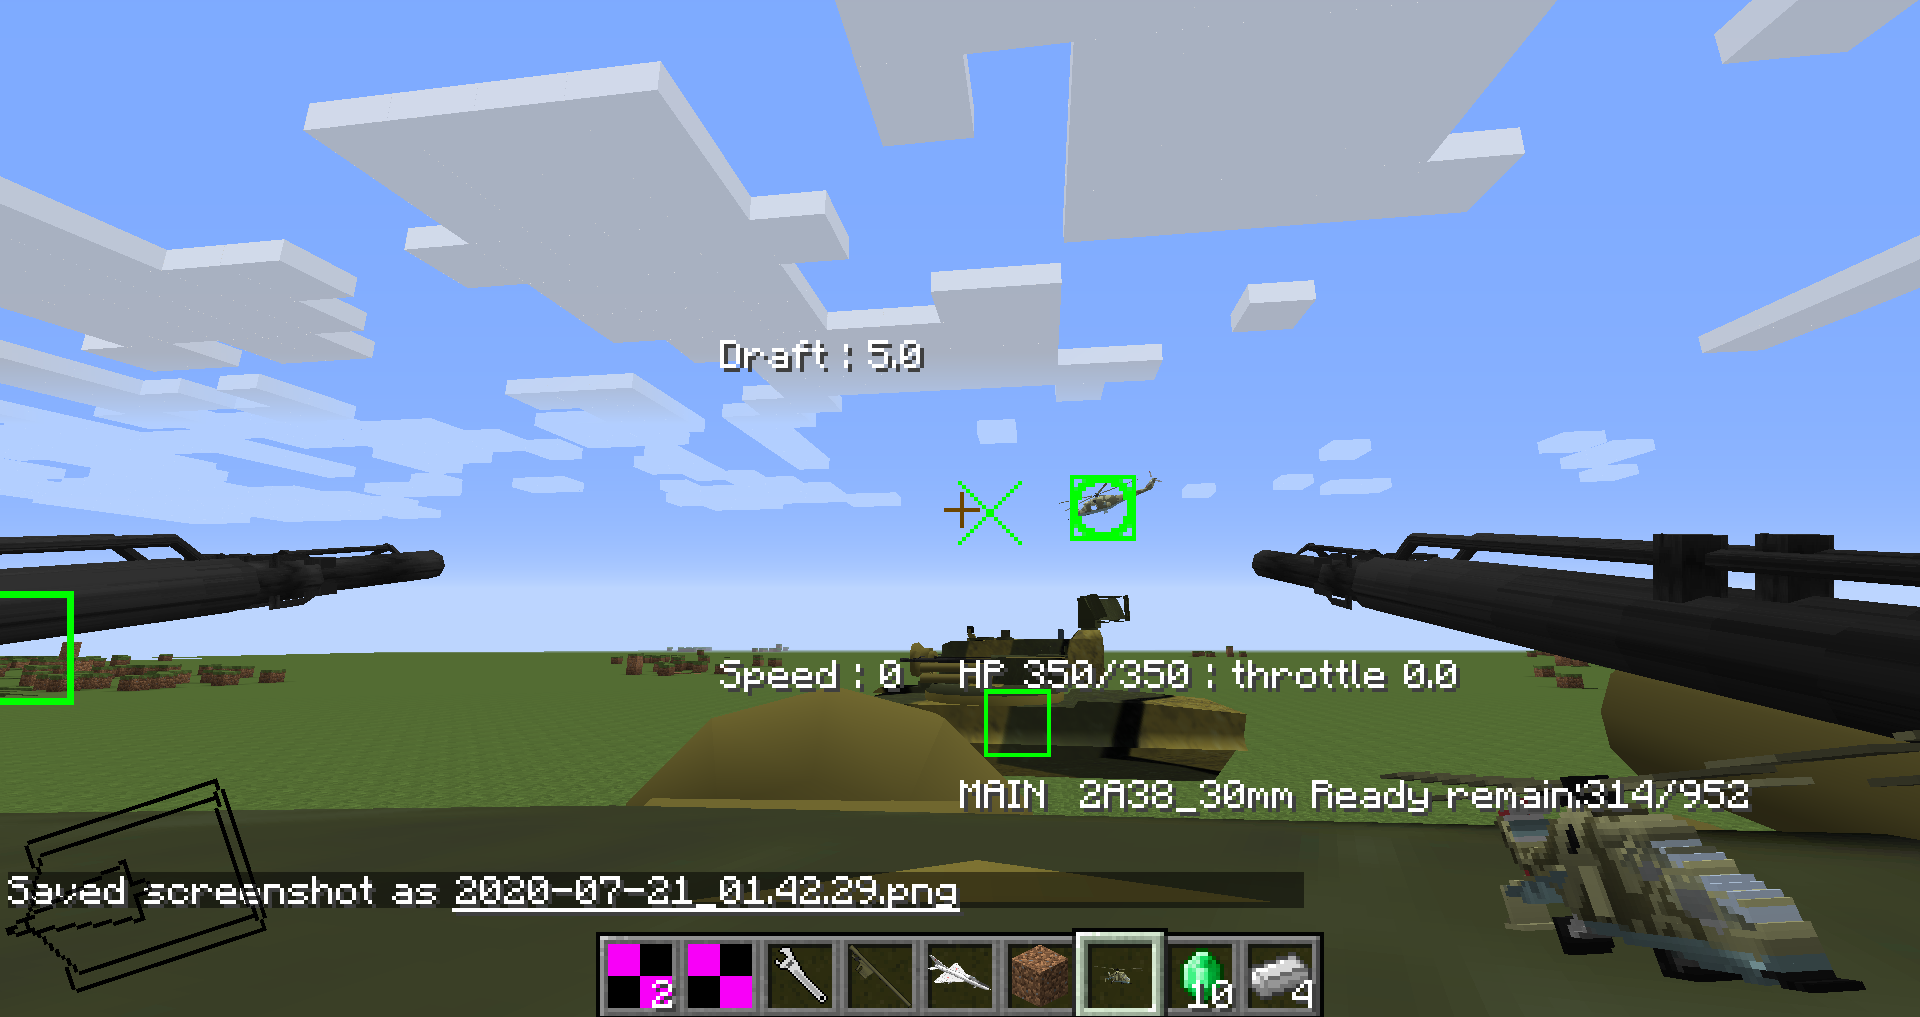 Draft : 5.0
Speed : 0 HP 350/350 : throttle 0.0
MAIN 2A38_30mm Ready remain:314/952
Saved screenshot as 2020-07-21_01.42.29.png
2 10 4